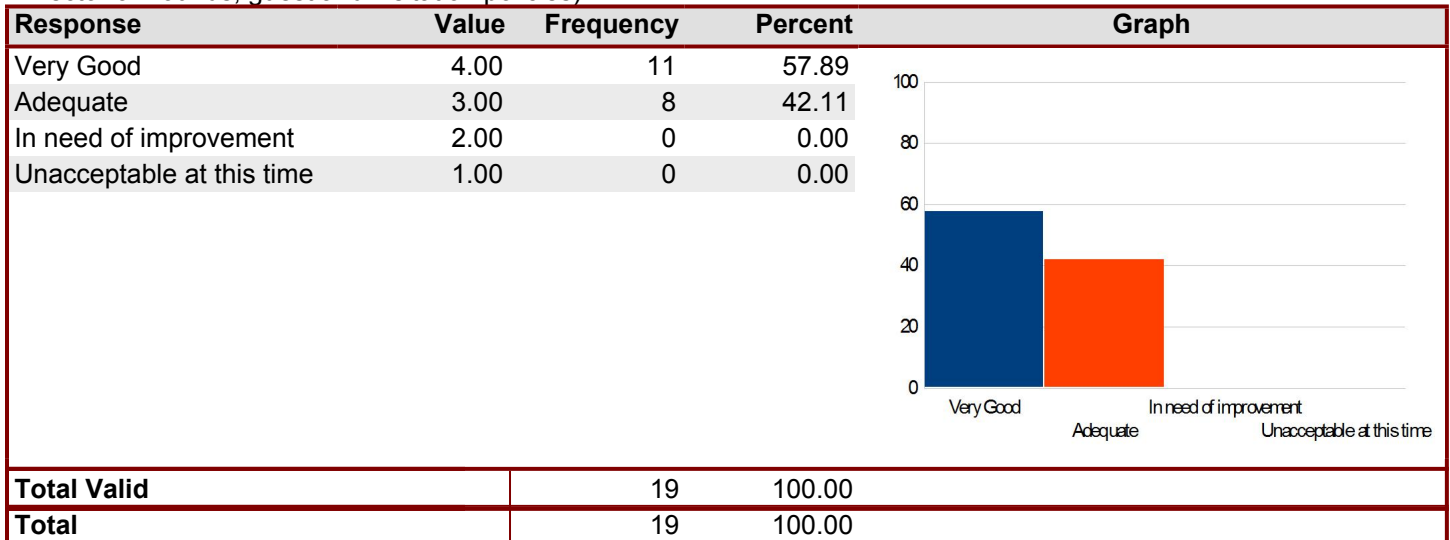 Response Value Frequency Percent Graph
Very Good 4.00 11 57.89
Adequate 3.00 8 42.11
In need of improvement 2.00 0 0.00
Unacceptable at this time 1.00 0 0.00
100
80
60
40
20
0
Very Good In need of improvement
Adequate Unacceptable at this time
Total Valid 19 100.00
Total 19 100.00